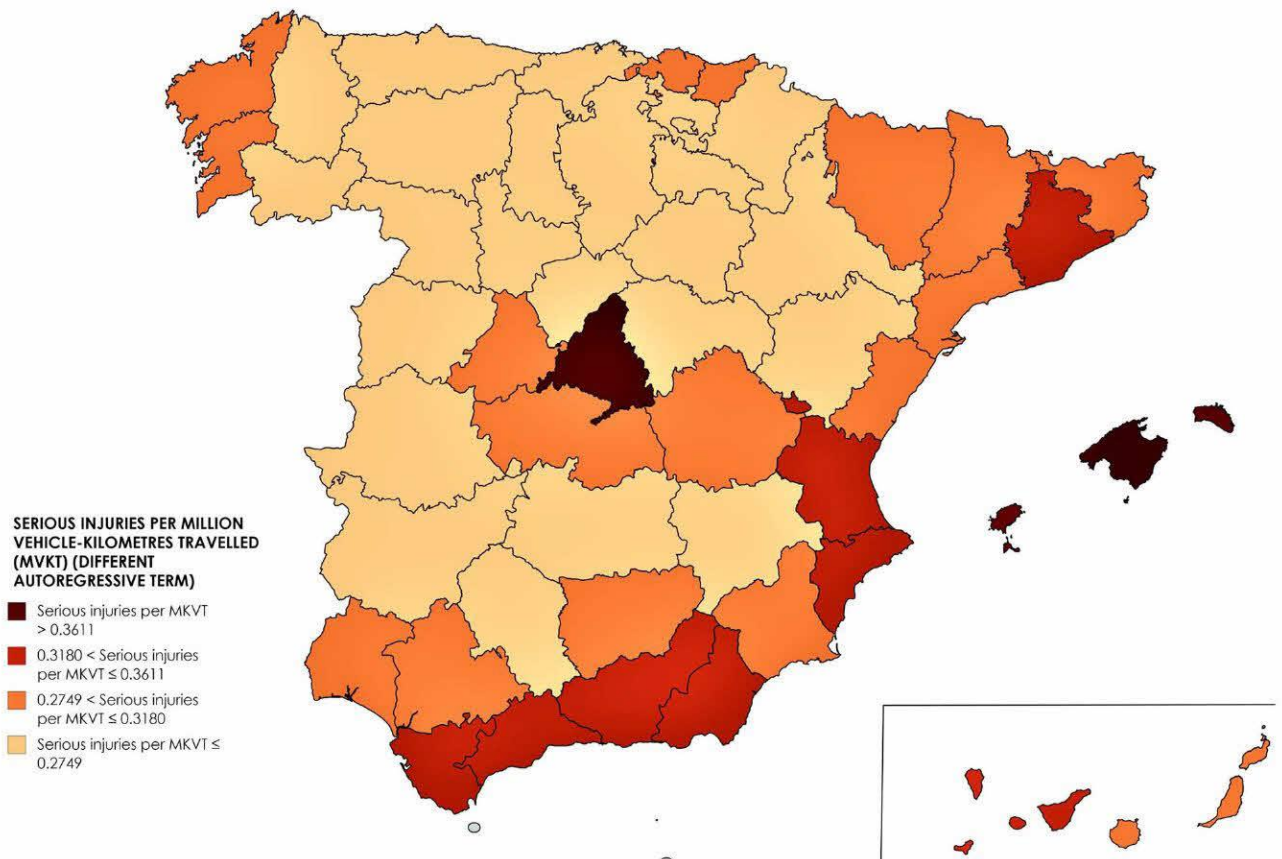 SERIOUS INJURIES PER MILLION
VEHICLE-KILOMETRES TRAVELLED
(MVKT) (DIFFERENT
AUTOREGRESSIVE TERM)
Serious injuries per MKVT
> 0.3611
0.3180 < Serious injuries
per MKVT ≤ 0.3611
0.2749 < Serious injuries
per MKVT ≤ 0.3180
Serious injuries per MKVT ≤
0.2749